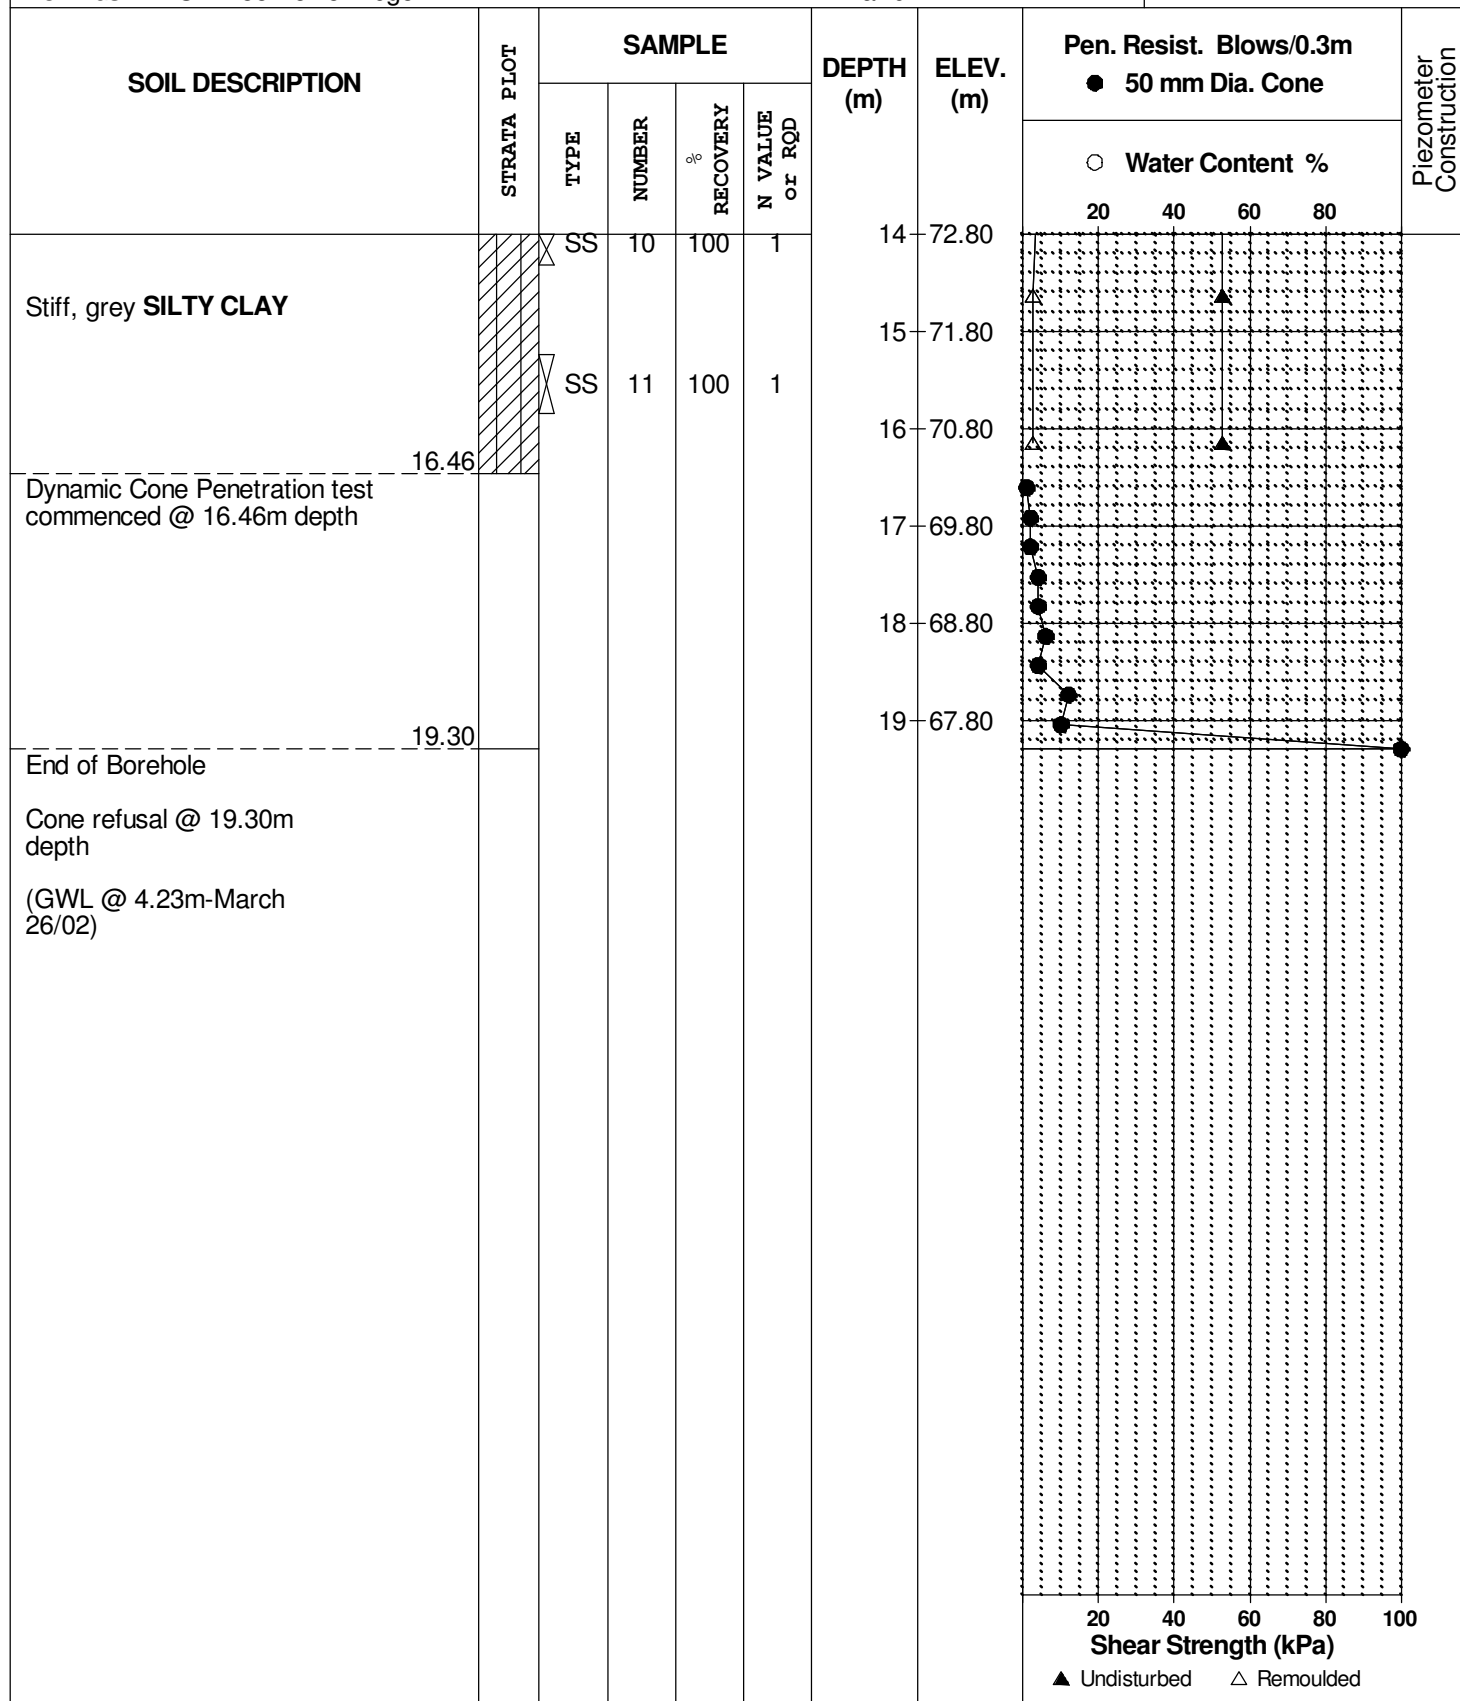 SOIL DESCRIPTION
STRATA PLOT
SAMPLE
TYPE
NUMBER
%
RECOVERY
N VALUE
or RQD
DEPTH
(m)
ELEV.
(m)
Pen. Resist. Blows/0.3m
● 50 mm Dia. Cone
○ Water Content %
20 40 60 80
Piezometer
Construction
SS 10 100 1
14 72.80
Stiff, grey SILTY CLAY
15 71.80
SS 11 100 1
16 70.80
16.46
Dynamic Cone Penetration test
commenced @ 16.46m depth
17 69.80
18 68.80
19 67.80
19.30
End of Borehole
Cone refusal @ 19.30m
depth
(GWL @ 4.23m-March
26/02)
20 40 60 80 100
Shear Strength (kPa)
▲ Undisturbed △ Remoulded